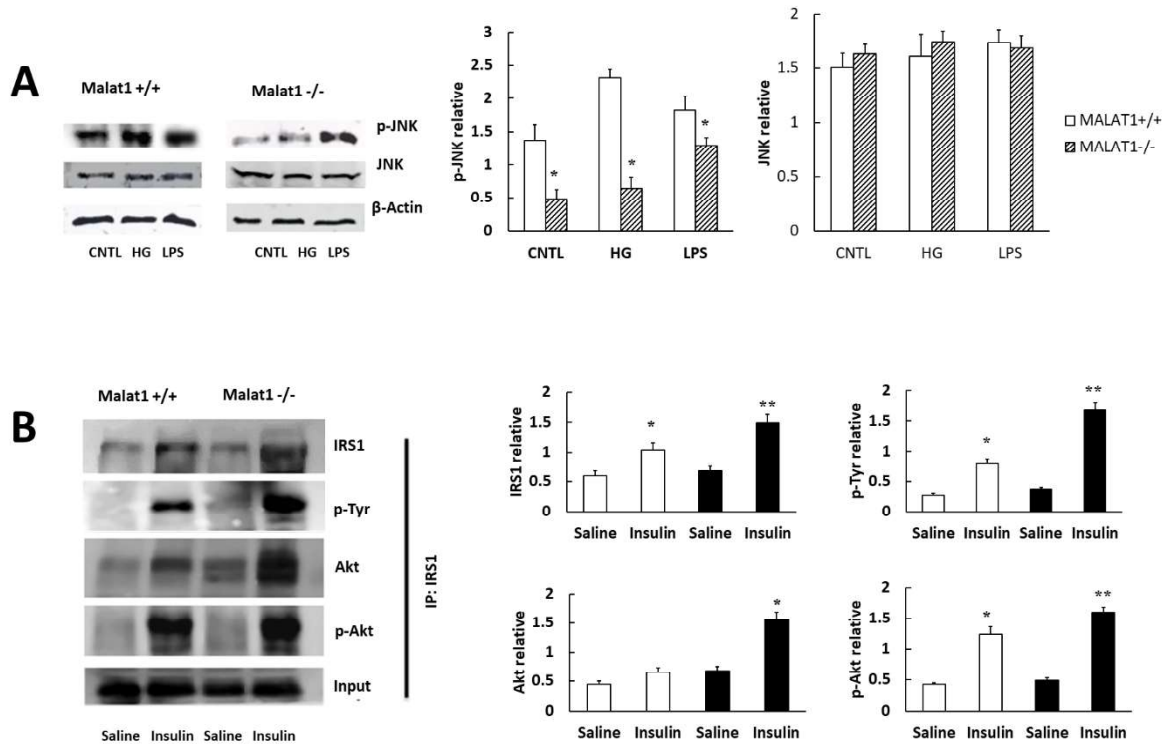 A
Malat1 +/+
Malat1 -/-
p-JNK
JNK
β-Actin
CNTL HG LPS
CNTL HG LPS
p-JNK relative
3
2.5
2
1.5
1
0.5
0
*
*
*
CNTL HG LPS
JNK relative
2
1.5
1
0.5
0
CNTL HG LPS
MALAT1+/+
MALAT1-/-
B
Malat1 +/+
Malat1 -/-
IRS1
p-Tyr
Akt
p-Akt
Input
IP: IRS1
Saline Insulin Saline Insulin
IRS1 relative
2
1.5
1
0.5
0
*
**
Saline Insulin Saline Insulin
p-Tyr relative
2
1.5
1
0.5
0
*
**
Saline Insulin Saline Insulin
Akt relative
2
1.5
1
0.5
0
*
Saline Insulin Saline Insulin
p-Akt relative
2
1.5
1
0.5
0
*
**
Saline Insulin Saline Insulin